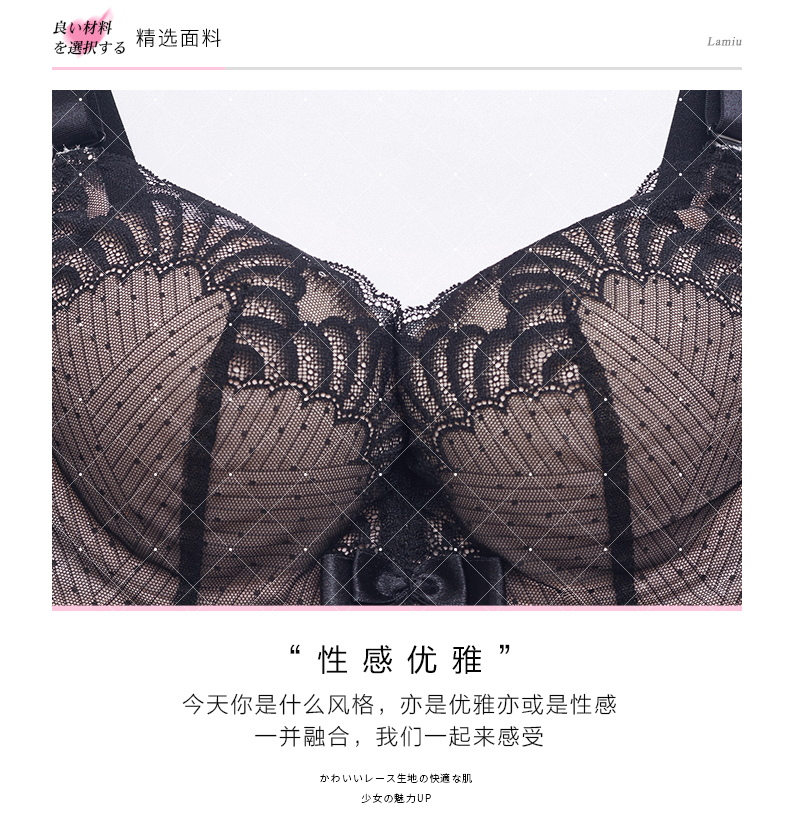 良い材料
を選択する
精选面料
Lamiu
“性感优雅”
今天你是什么风格，亦是优雅亦或是性感
一并融合，我们一起来感受
かわいいレース生地の快適な肌
少女の魅力UP